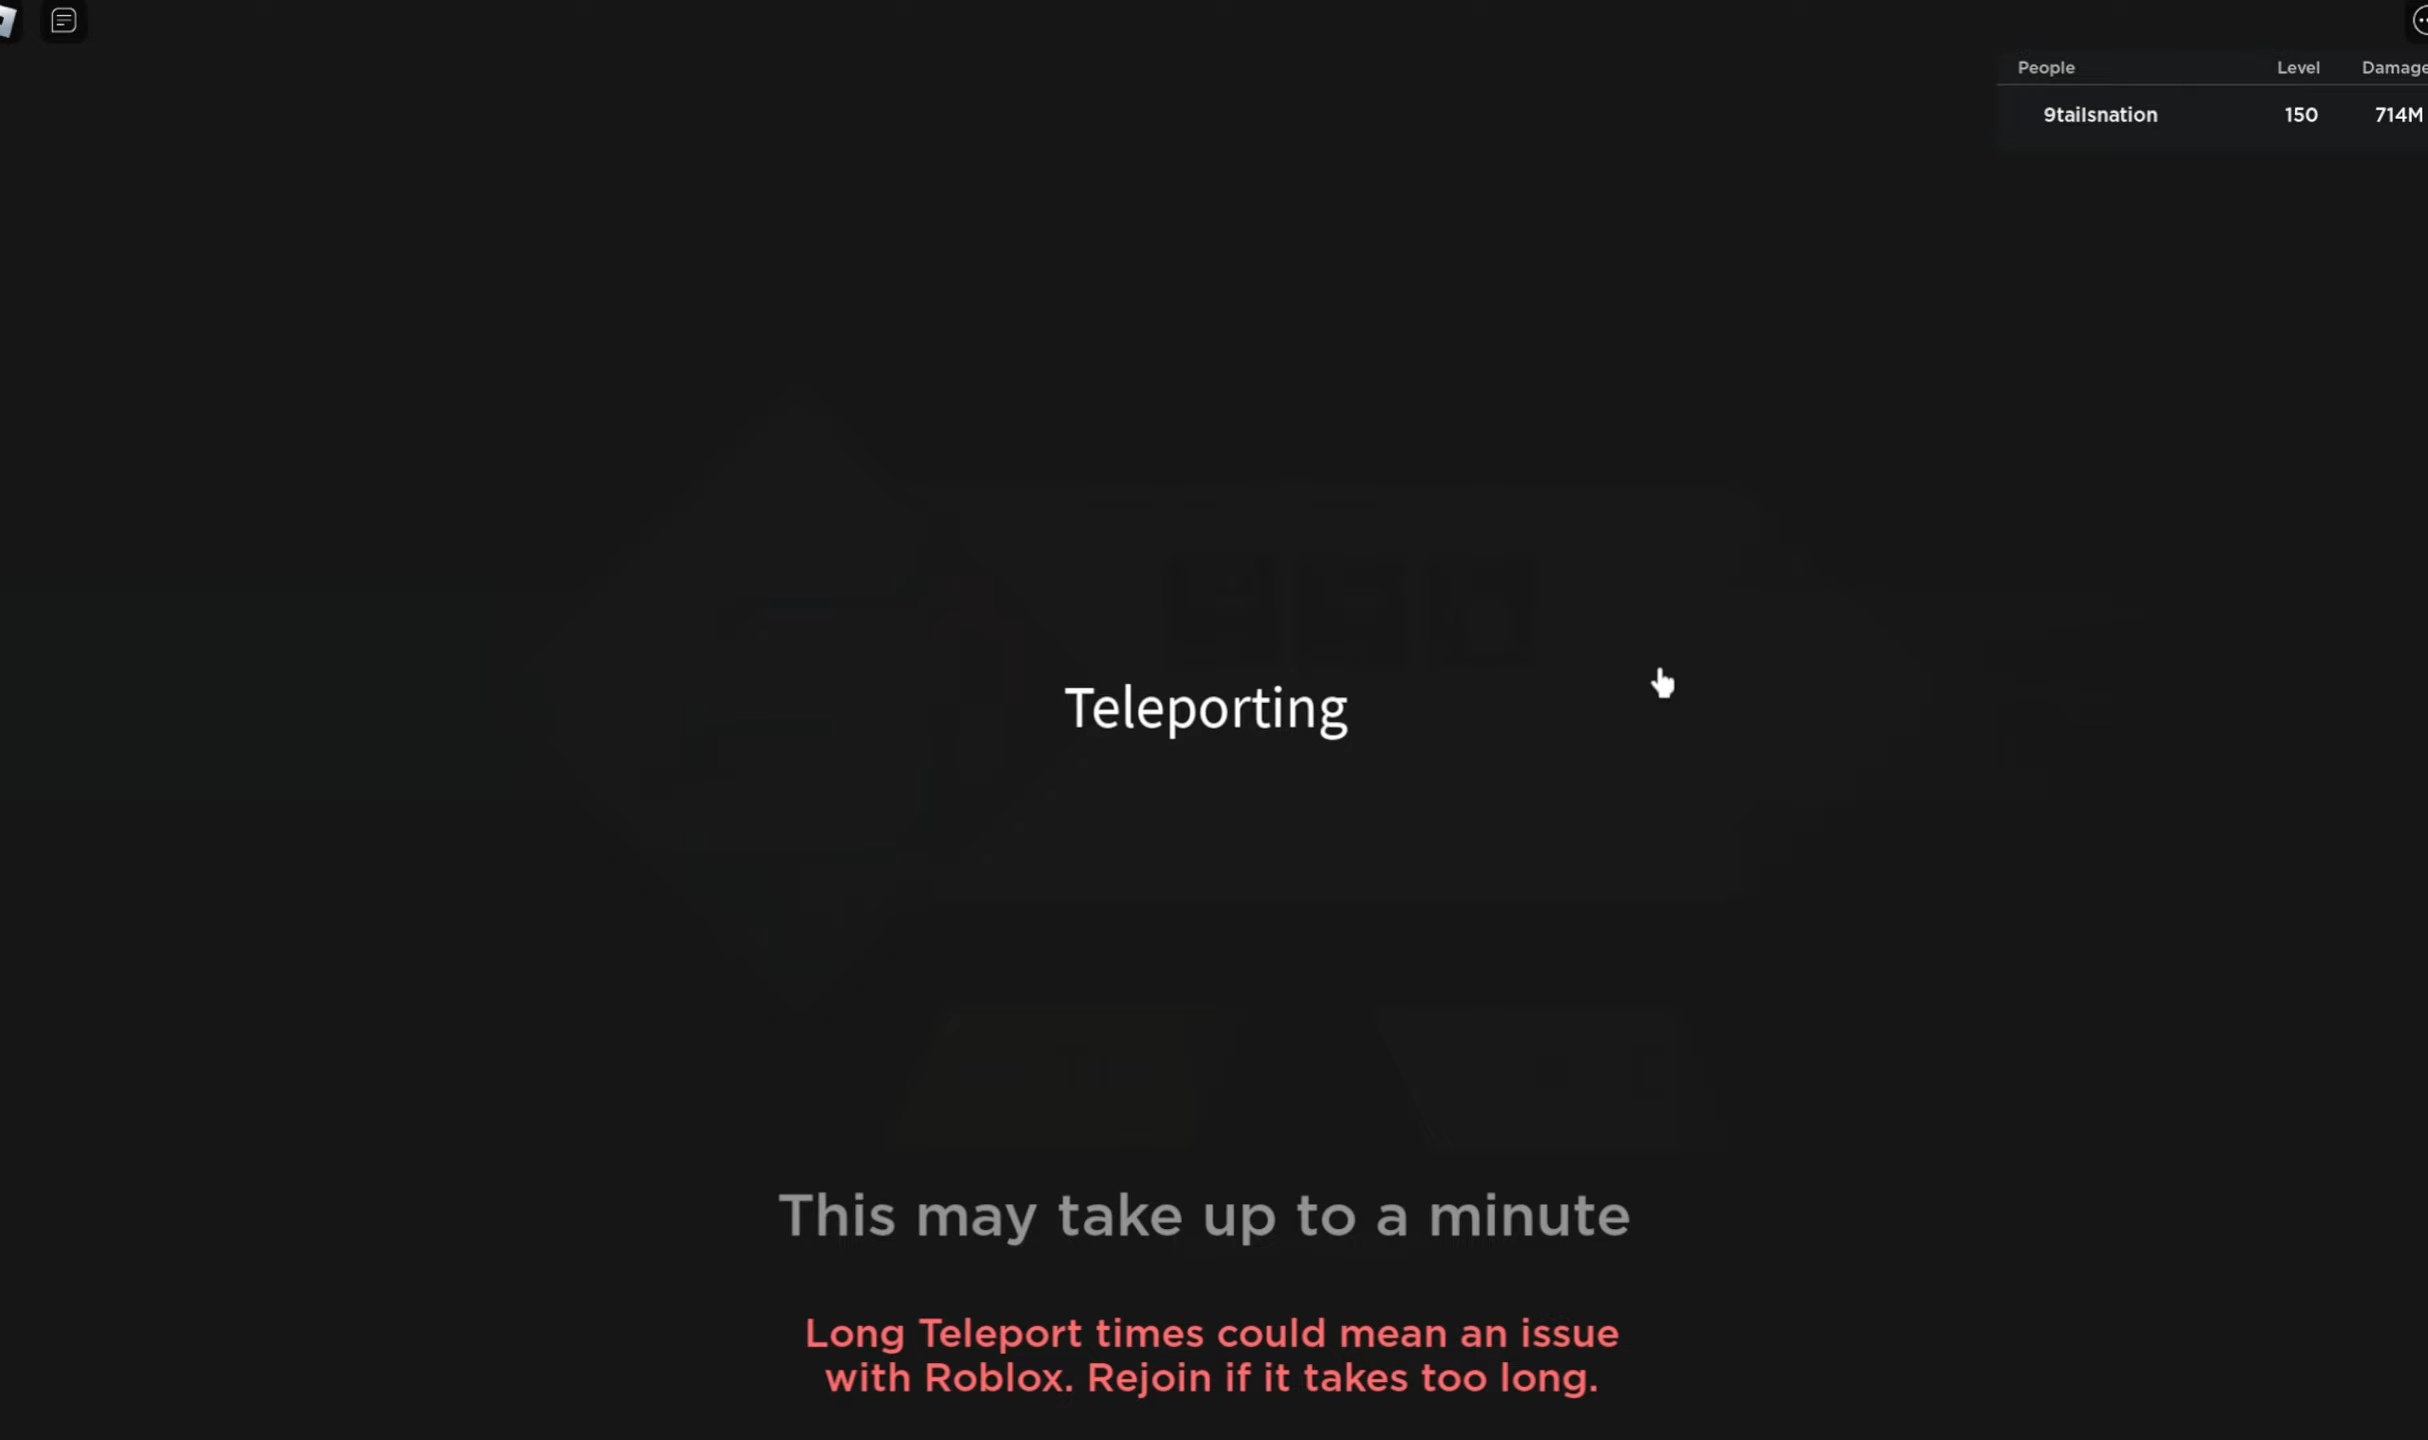 People Level Damage
9tailsnation 150 714M
Teleporting
This may take up to a minute
Long Teleport times could mean an issue
with Roblox. Rejoin if it takes too long.